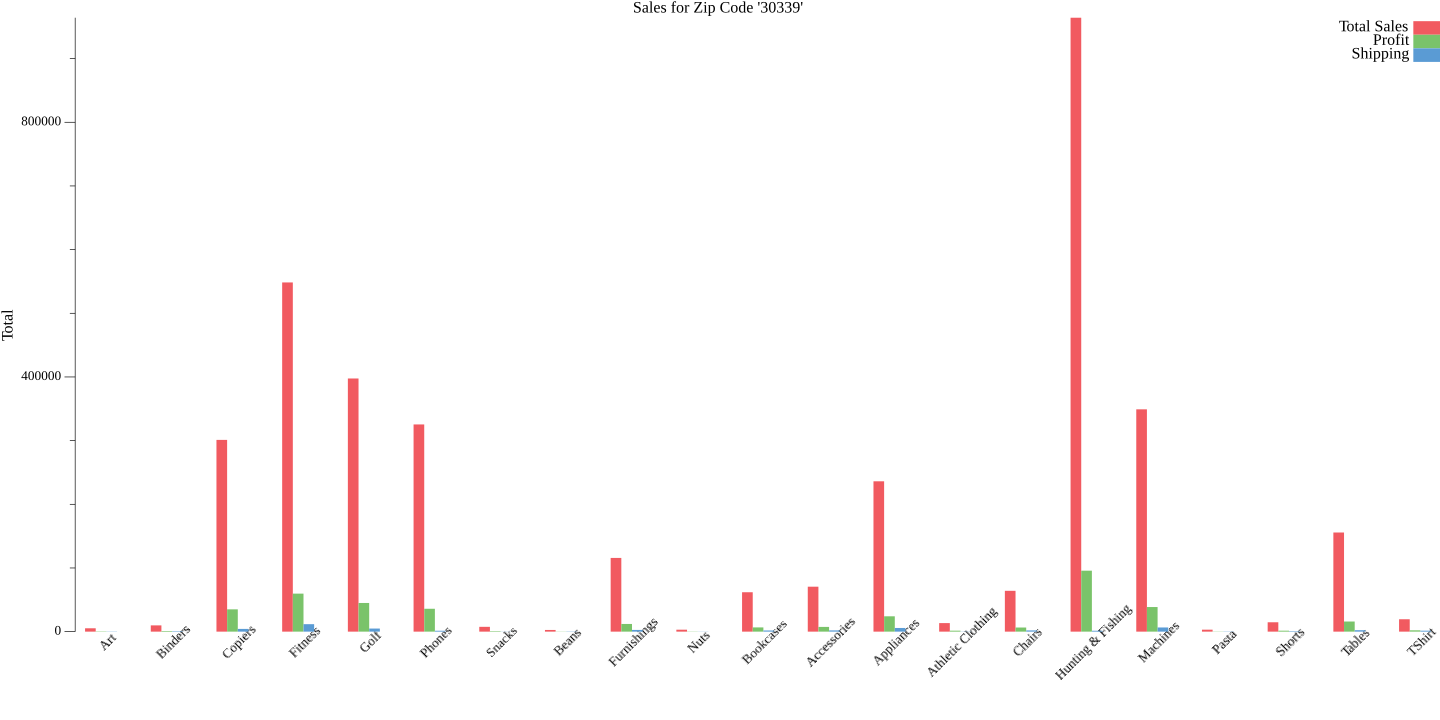 Sales for Zip Code '30339'
Total Sales
Profit
Shipping
Total
800000
400000
0
Art
Binders
Copiers
Fitness
Golf
Phones
Snacks
Beans
Furnishings
Nuts
Bookcases
Accessories
Appliances
Athletic Clothing
Chairs
Hunting & Fishing
Machines
Pasta
Shorts
Tables
TShirt